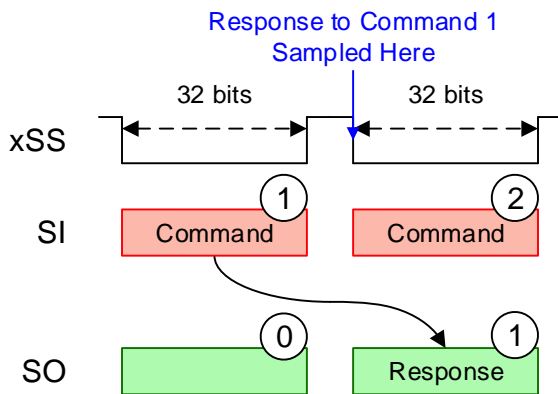 Response to Command 1
Sampled Here
32 bits
32 bits
xSS
1
2
SI
Command
Command
0
1
SO
Response